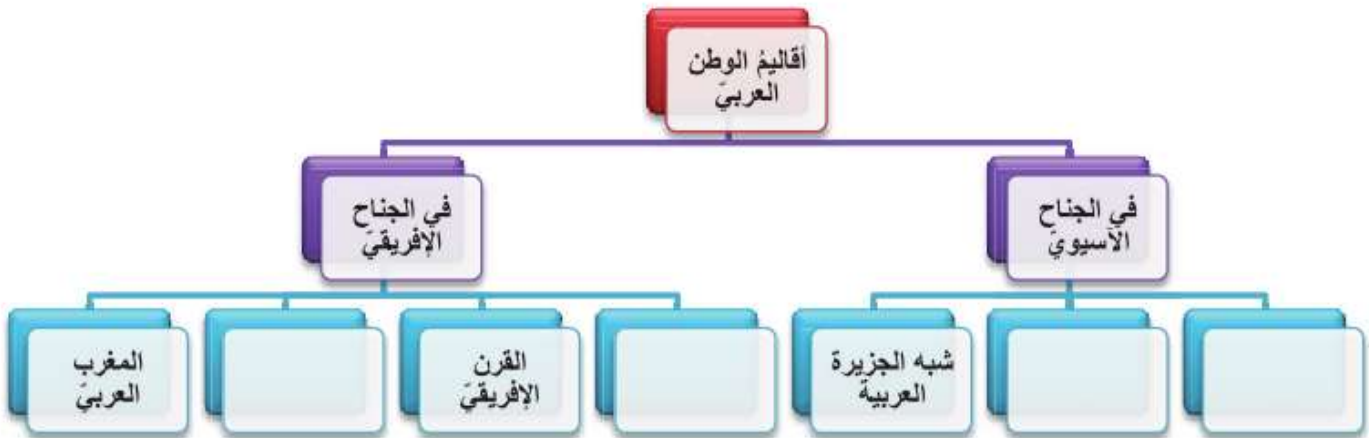 أقاليمُ الوطن
العربيّ
في الجناح
الآسيويّ
في الجناح
الإفريقيّ
شبه الجزيرة
العربية
القرن
الإفريقيّ
المغرب
العربيّ